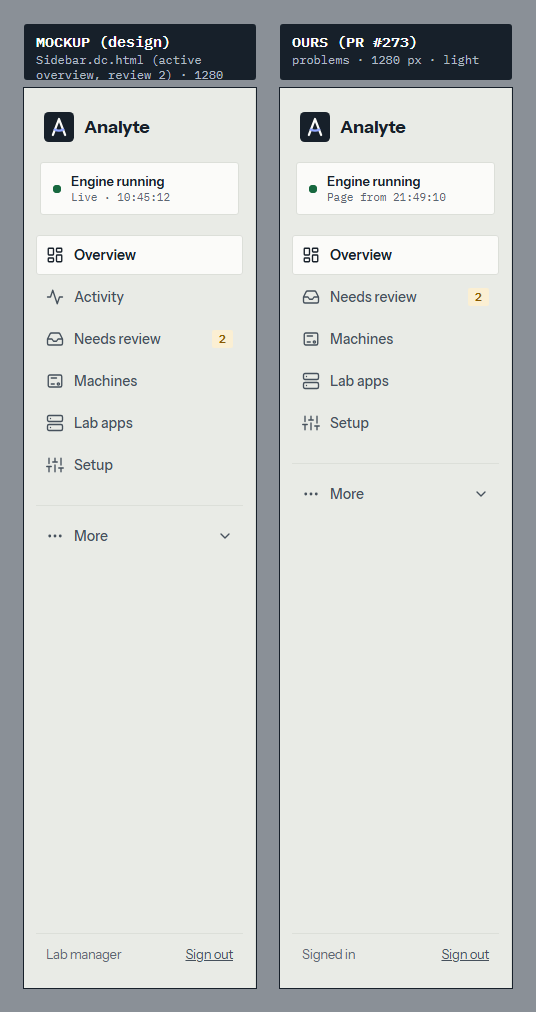 MOCKUP (design)
Sidebar.dc.html (active
overview, review 2) · 1280
Analyte
Engine running
Live · 10:45:12
Overview
Activity
Needs review 2
Machines
Lab apps
Setup
More
Lab manager Sign out
OURS (PR #273)
problems · 1280 px · light
Analyte
Engine running
Page from 21:49:10
Overview
Needs review 2
Machines
Lab apps
Setup
More
Signed in Sign out